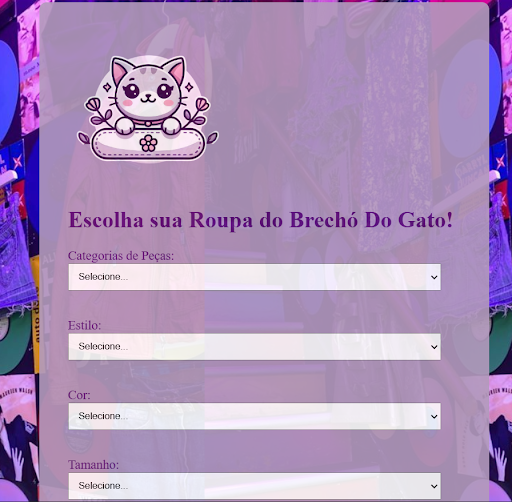 Escolha sua Roupa do Brechó Do Gato!
Categorias de Peças:
Selecione...
Estilo:
Selecione...
Cor:
Selecione...
Tamanho:
Selecione...